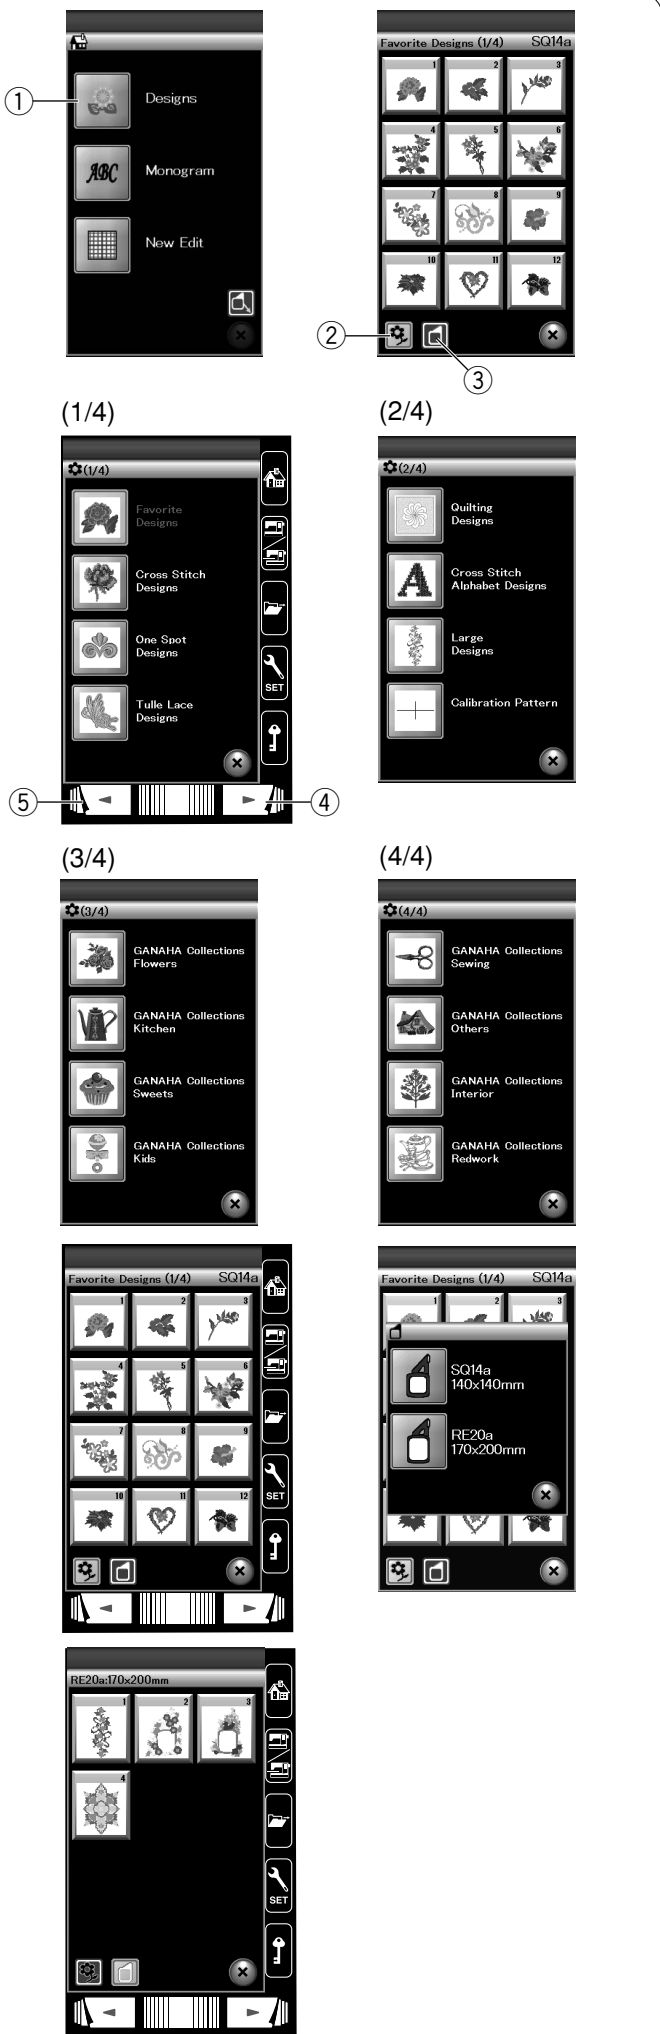 ①
Designs
ABC
Monogram
New Edit
Favorite Designs (1/4) SQ14a
1 2 3
4 5 6
7 8 9
10 11 12
②
③
(1/4)
(1/4)
Favorite
Designs
Cross Stitch
Designs
One Spot
Designs
Tulle Lace
Designs
SET
⑤
④
(2/4)
(2/4)
Quilting
Designs
A
Cross Stitch
Alphabet Designs
Large
Designs
Calibration Pattern
(3/4)
(3/4)
GANAHA Collections
Flowers
GANAHA Collections
Kitchen
GANAHA Collections
Sweets
GANAHA Collections
Kids
(4/4)
(4/4)
GANAHA Collections
Sewing
GANAHA Collections
Others
GANAHA Collections
Interior
GANAHA Collections
Redwork
Favorite Designs (1/4) SQ14a
1 2 3
4 5 6
7 8 9
10 11 12
SET
Favorite Designs (1/4) SQ14a
1 2 3
SQ14a
140x140mm
RE20a
170x200mm
RE20a:170x200mm
1 2 3
4
SET